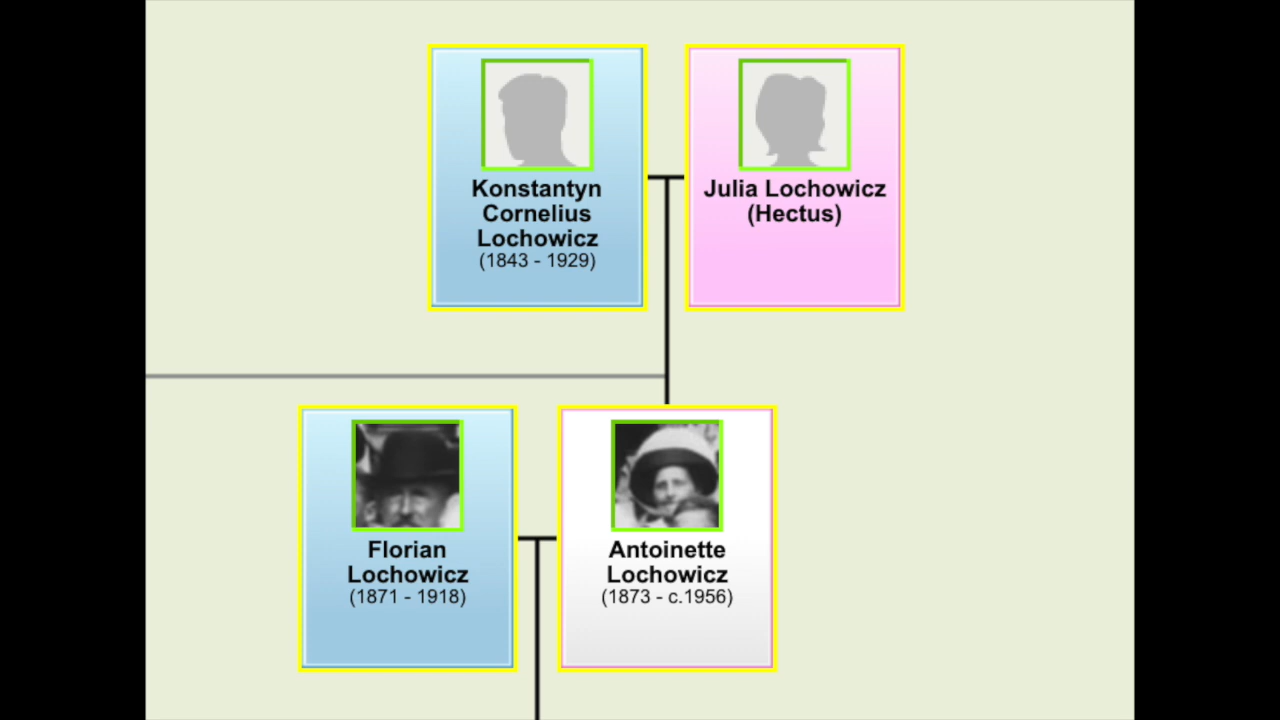 Konstantyn
Cornelius
Lochowicz
(1843 - 1929)
Julia Lochowicz
(Hectus)
Florian
Lochowicz
(1871 - 1918)
Antoinette
Lochowicz
(1873 - c.1956)